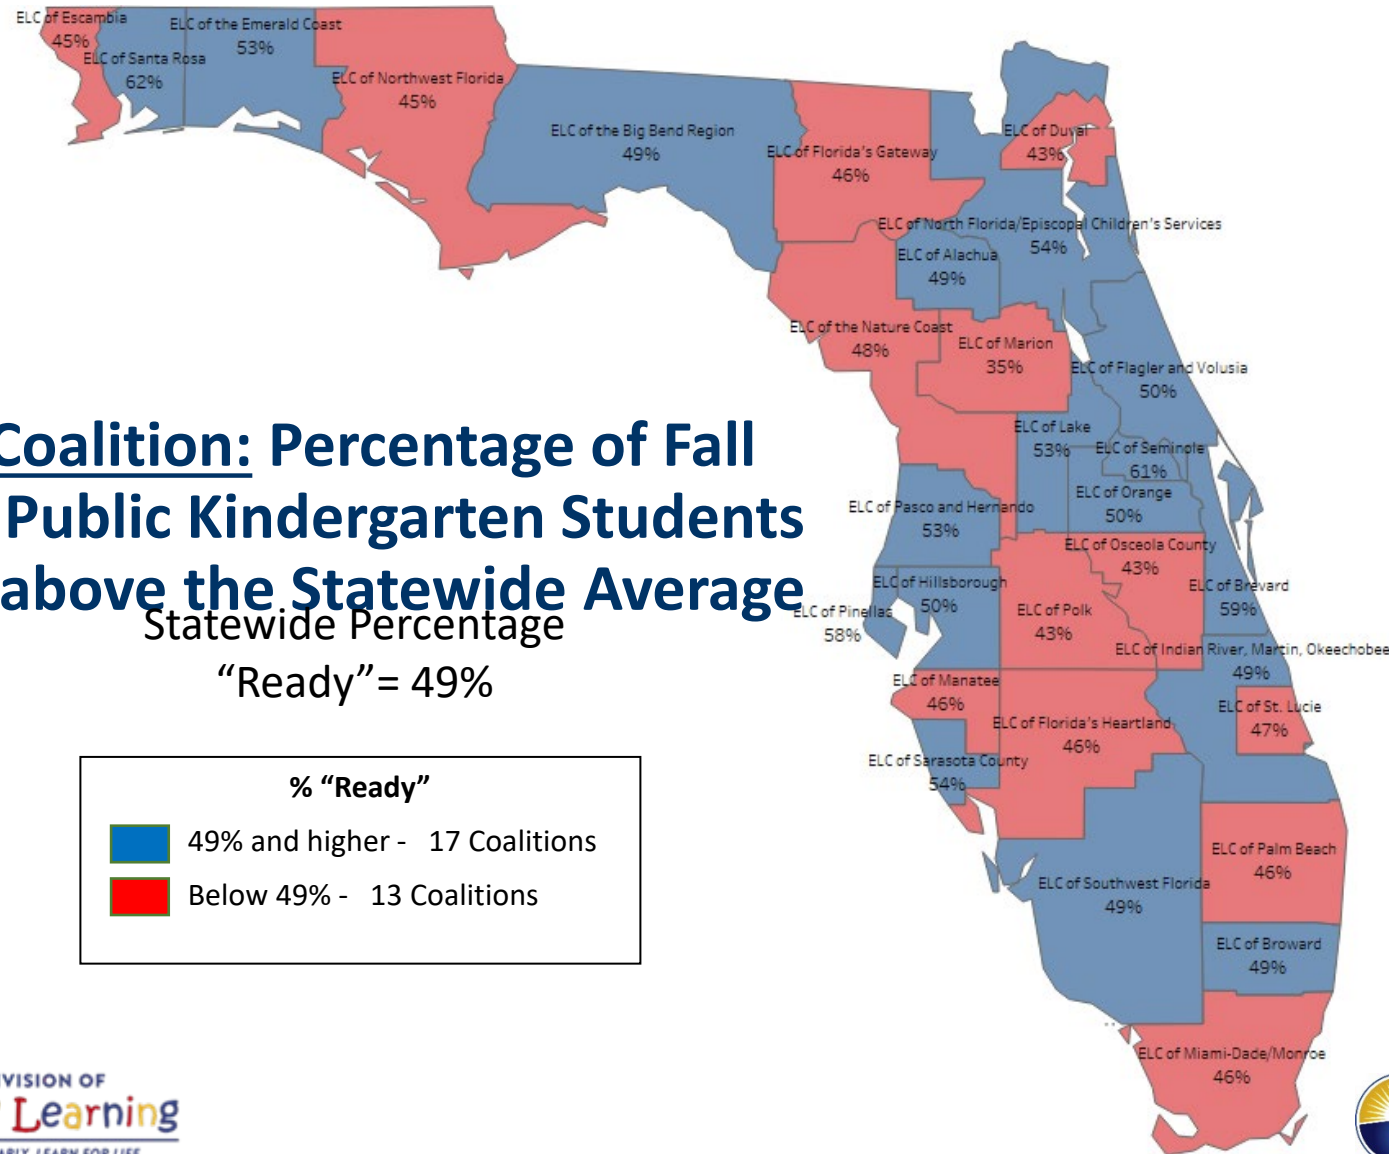 ELC of Escambia
45%
ELC of Santa Rosa
62%
ELC of the Emerald Coast
53%
ELC of Northwest Florida
45%
ELC of the Big Bend Region
49%
ELC of Florida's Gateway
46%
ELC of Duval
43%
ELC of North Florida/Episcopal Children's Services
54%
ELC of Alachua
49%
ELC of the Nature Coast
48%
ELC of Marion
35%
ELC of Flagler and Volusia
50%
ELC of Lake
53%
ELC of Seminole
61%
ELC of Orange
50%
ELC of Pasco and Hernando
53%
ELC of Osceola County
43%
ELC of Hillsborough
50%
ELC of Pinellas
58%
ELC of Polk
43%
ELC of Brevard
59%
ELC of Indian River, Martin, Okeechobee
49%
ELC of Manatee
46%
ELC of Florida's Heartland
46%
ELC of St. Lucie
47%
ELC of Sarasota County
54%
ELC of Palm Beach
46%
ELC of Southwest Florida
49%
ELC of Broward
49%
ELC of Miami-Dade/Monroe
46%
Coalition: Percentage of Fall
Public Kindergarten Students
above the Statewide Average
Statewide Percentage
“Ready”= 49%
% “Ready”
49% and higher - 17 Coalitions
Below 49% - 13 Coalitions
VISION OF
Learning
LEARN FOR LIFE